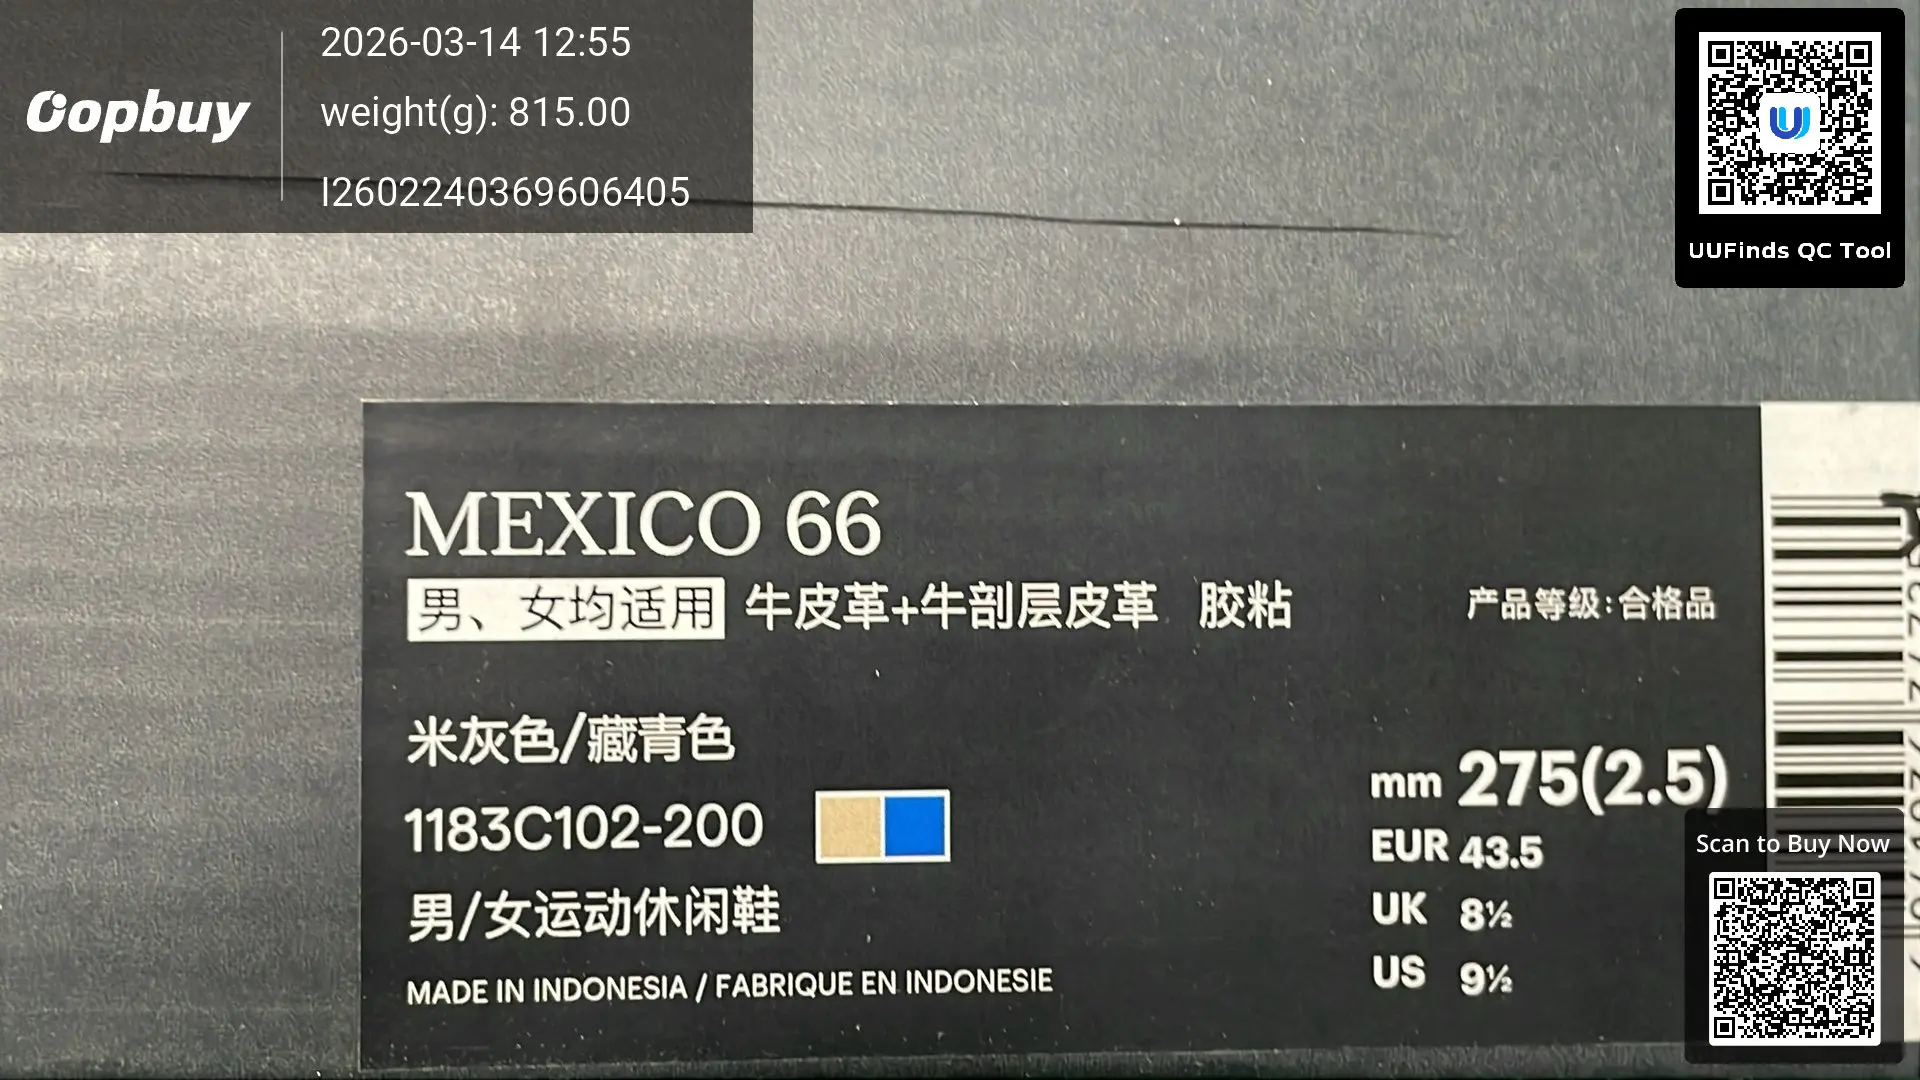 Oopbuy
2026-03-14 12:55
weight(g): 815.00
I2602240369606405
UUFinds QC Tool
MEXICO 66
男、女均适用 牛皮革+牛剖层皮革 胶粘
产品等级:合格品
米灰色/藏青色
1183C102-200
男/女运动休闲鞋
MADE IN INDONESIA / FABRIQUE EN INDONESIE
mm 275(2.5)
EUR 43.5
UK 8½
US 9½
Scan to Buy Now